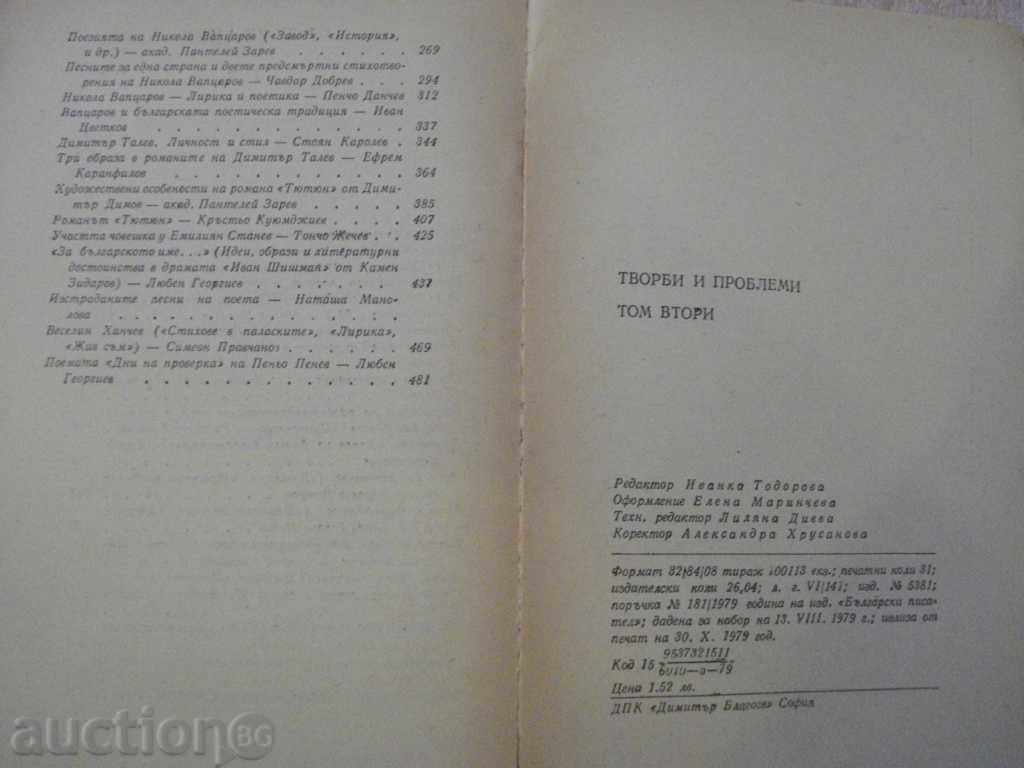 Поезията на Никола Вапцаров («Завод», «История»,
и др.) — акад. Пантелей Зарев . . . . . . 269
Песните за една страна и двете предсмъртни стихотво-
рения на Никола Вапцаров — Чавдар Добрев . . . 294
Никола Вапцаров — Лирика и поетика — Пенчо Данчев 312
Вапцаров и българската поетическа традиция — Иван
Цветков . . . . . . . . . . . . . 337
Димитър Талев. Личност и стил — Стоян Каролев . 344
Три образа в романите на Димитър Талев — Ефрем
Каранфилов . . . . . . . . . . . . 364
Художествени особености на романа «Тютюн» от Дими-
тър Димов — акад. Пантелей Зарев . . . . . 385
Романът «Тютюн» — Кръстьо Куюмджиев . . . . 407
Участта човешка у Емилиян Станев — Тончо Жечев . . 425
«За българското име. . .» (Идеи, образи и литературни
достоинства в драмата «Иван Шишман» от Камен
Зидаров) — Любен Георгиев . . . . . . . 437
Изстраданите песни на поета — Наташа Мано-
лова . . . . . . . . . . . . .
Веселин Ханчев («Стихове в паласките», «Лирика»,
«Жив съм») — Симеон Правчанов . . . . . . 469
Поемата «Дни на проверка» на Пеньо Пенев — Любен
Георгиев . . . . . . . . . . . . . 481
ТВОРБИ И ПРОБЛЕМИ
ТОМ ВТОРИ
Редактор Иванка Тодорова
Оформление Елена Маринчева
Техн. редактор Лиляна Диева
Коректор Александра Хрусанова
Формат 82/84/08 тираж 100113 екз.; печатни коли 31;
издателски коли 26,04; л. г. VI/141; изд. № 5381;
поръчка № 181/1979 година на изд. «Български писа-
тел»; дадена за набор на 13. VIII. 1979 г.; излиза от
печат на 30. X. 1979 год.
9537321511
Код 15
6010—3—79
Цена 1.52 лв.
ДПК «Димитър Благоев» София
auction BG